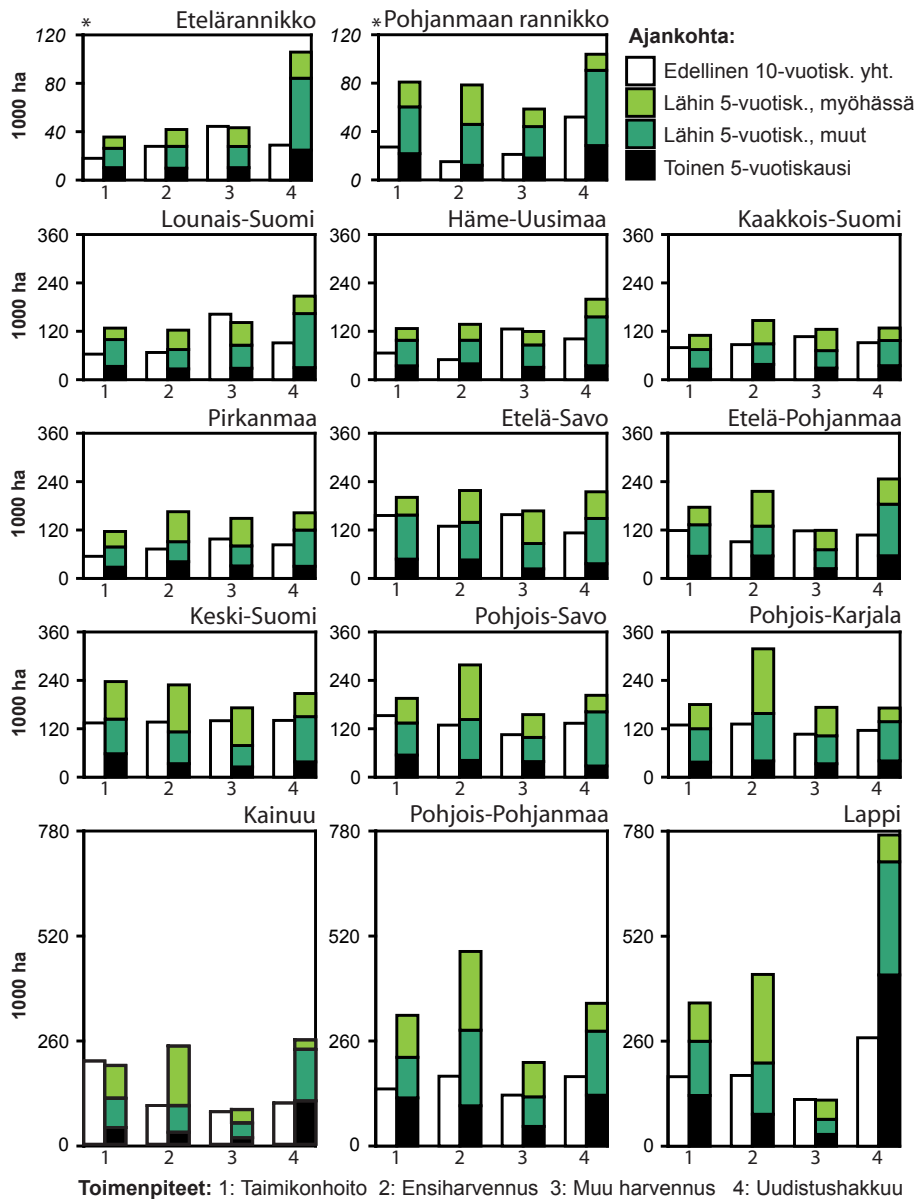 * Etelärannikko
* Pohjanmaan rannikko
Ajankohta:
Edellinen 10-vuotisk. yht.
Lähin 5-vuotisk., myöhässä
Lähin 5-vuotisk., muut
Toinen 5-vuotiskausi
1000 ha
120
80
40
0
1 2 3 4
120
80
40
0
1 2 3 4
Lounais-Suomi
Häme-Uusimaa
Kaakkois-Suomi
1000 ha
360
240
120
0
1 2 3 4
360
240
120
0
1 2 3 4
360
240
120
0
1 2 3 4
Pirkanmaa
Etelä-Savo
Etelä-Pohjanmaa
1000 ha
360
240
120
0
1 2 3 4
360
240
120
0
1 2 3 4
360
240
120
0
1 2 3 4
Keski-Suomi
Pohjois-Savo
Pohjois-Karjala
1000 ha
360
240
120
0
1 2 3 4
360
240
120
0
1 2 3 4
360
240
120
0
1 2 3 4
Kainuu
Pohjois-Pohjanmaa
Lappi
1000 ha
780
520
260
0
1 2 3 4
780
520
260
0
1 2 3 4
780
520
260
0
1 2 3 4
Toimenpiteet: 1: Taimikonhoito 2: Ensiharvennus 3: Muu harvennus 4: Uudistushakkuu